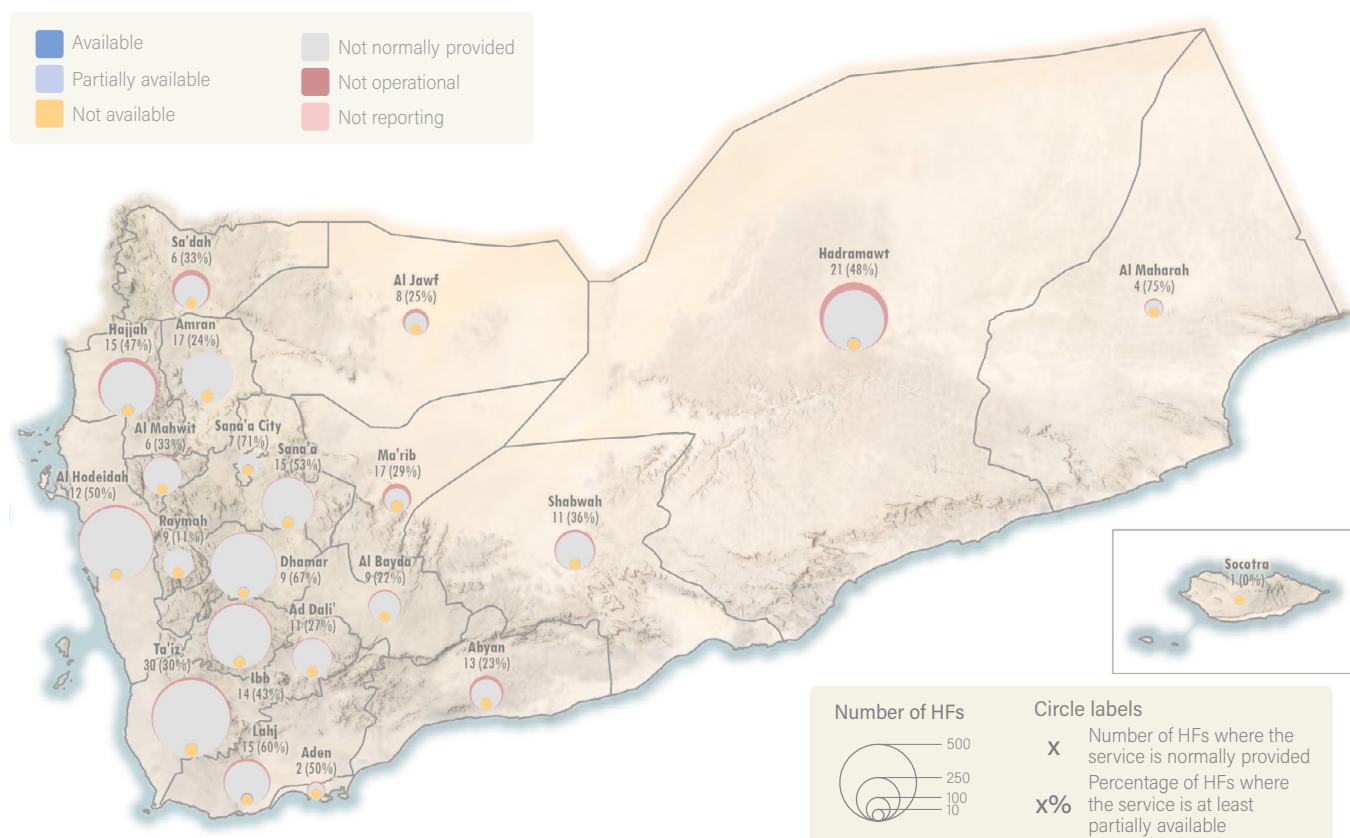 Available
Partially available
Not available
Not normally provided
Not operational
Not reporting
Sa'dah
6 (33%)
Al Jawf
8 (25%)
Hadramawt
21 (48%)
Al Maharah
4 (75%)
Hajjah
15 (47%)
Amran
17 (24%)
Al Mahwit
6 (33%)
Sana'a City
7 (71%)
Sana'a
15 (53%)
Ma'rib
17 (29%)
Al Hodeidah
12 (50%)
Shabwah
11 (36%)
Raymah
9 (11%)
Dhamar
9 (67%)
Al Bayda
9 (22%)
Socotra
1 (0%)
Ad Dali'
11 (27%)
Ta'iz
30 (30%)
Ibb
14 (43%)
Abyan
13 (23%)
Lahj
15 (60%)
Aden
2 (50%)
Number of HFs
500
250
100
10
Circle labels
x Number of HFs where the
service is normally provided
x% Percentage of HFs where
the service is at least
partially available